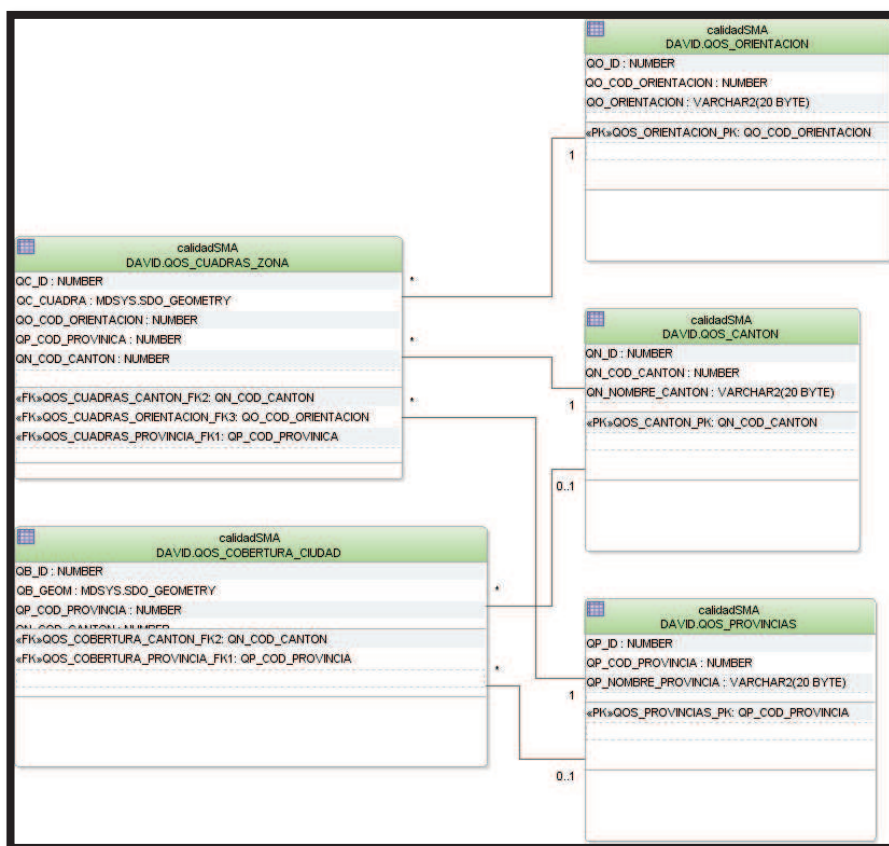 calidadSMA
DAVID.QOS_ORIENTACION
QO_ID : NUMBER
QO_COD_ORIENTACION : NUMBER
QO_ORIENTACION : VARCHAR2(20 BYTE)
«PK»QOS_ORIENTACION_PK: QO_COD_ORIENTACION
1
calidadSMA
DAVID.QOS_CUADRAS_ZONA
QC_ID : NUMBER
QC_CUADRA : MDSYS.SDO_GEOMETRY
QO_COD_ORIENTACION : NUMBER
QP_COD_PROVINICA : NUMBER
QN_COD_CANTON : NUMBER
«FK»QOS_CUADRAS_CANTON_FK2: QN_COD_CANTON
«FK»QOS_CUADRAS_ORIENTACION_FK3: QO_COD_ORIENTACION
«FK»QOS_CUADRAS_PROVINCIA_FK1: QP_COD_PROVINICA
*
*
*
calidadSMA
DAVID.QOS_CANTON
QN_ID : NUMBER
QN_COD_CANTON : NUMBER
QN_NOMBRE_CANTON : VARCHAR2(20 BYTE)
«PK»QOS_CANTON_PK: QN_COD_CANTON
1
0..1
calidadSMA
DAVID.QOS_COBERTURA_CIUDAD
QB_ID : NUMBER
QB_GEOM : MDSYS.SDO_GEOMETRY
QP_COD_PROVINCIA : NUMBER
QN_COD_CANTON : NUMBER
«FK»QOS_COBERTURA_CANTON_FK2: QN_COD_CANTON
«FK»QOS_COBERTURA_PROVINCIA_FK1: QP_COD_PROVINCIA
*
*
calidadSMA
DAVID.QOS_PROVINCIAS
QP_ID : NUMBER
QP_COD_PROVINCIA : NUMBER
QP_NOMBRE_PROVINCIA : VARCHAR2(20 BYTE)
«PK»QOS_PROVINCIAS_PK: QP_COD_PROVINCIA
1
0..1